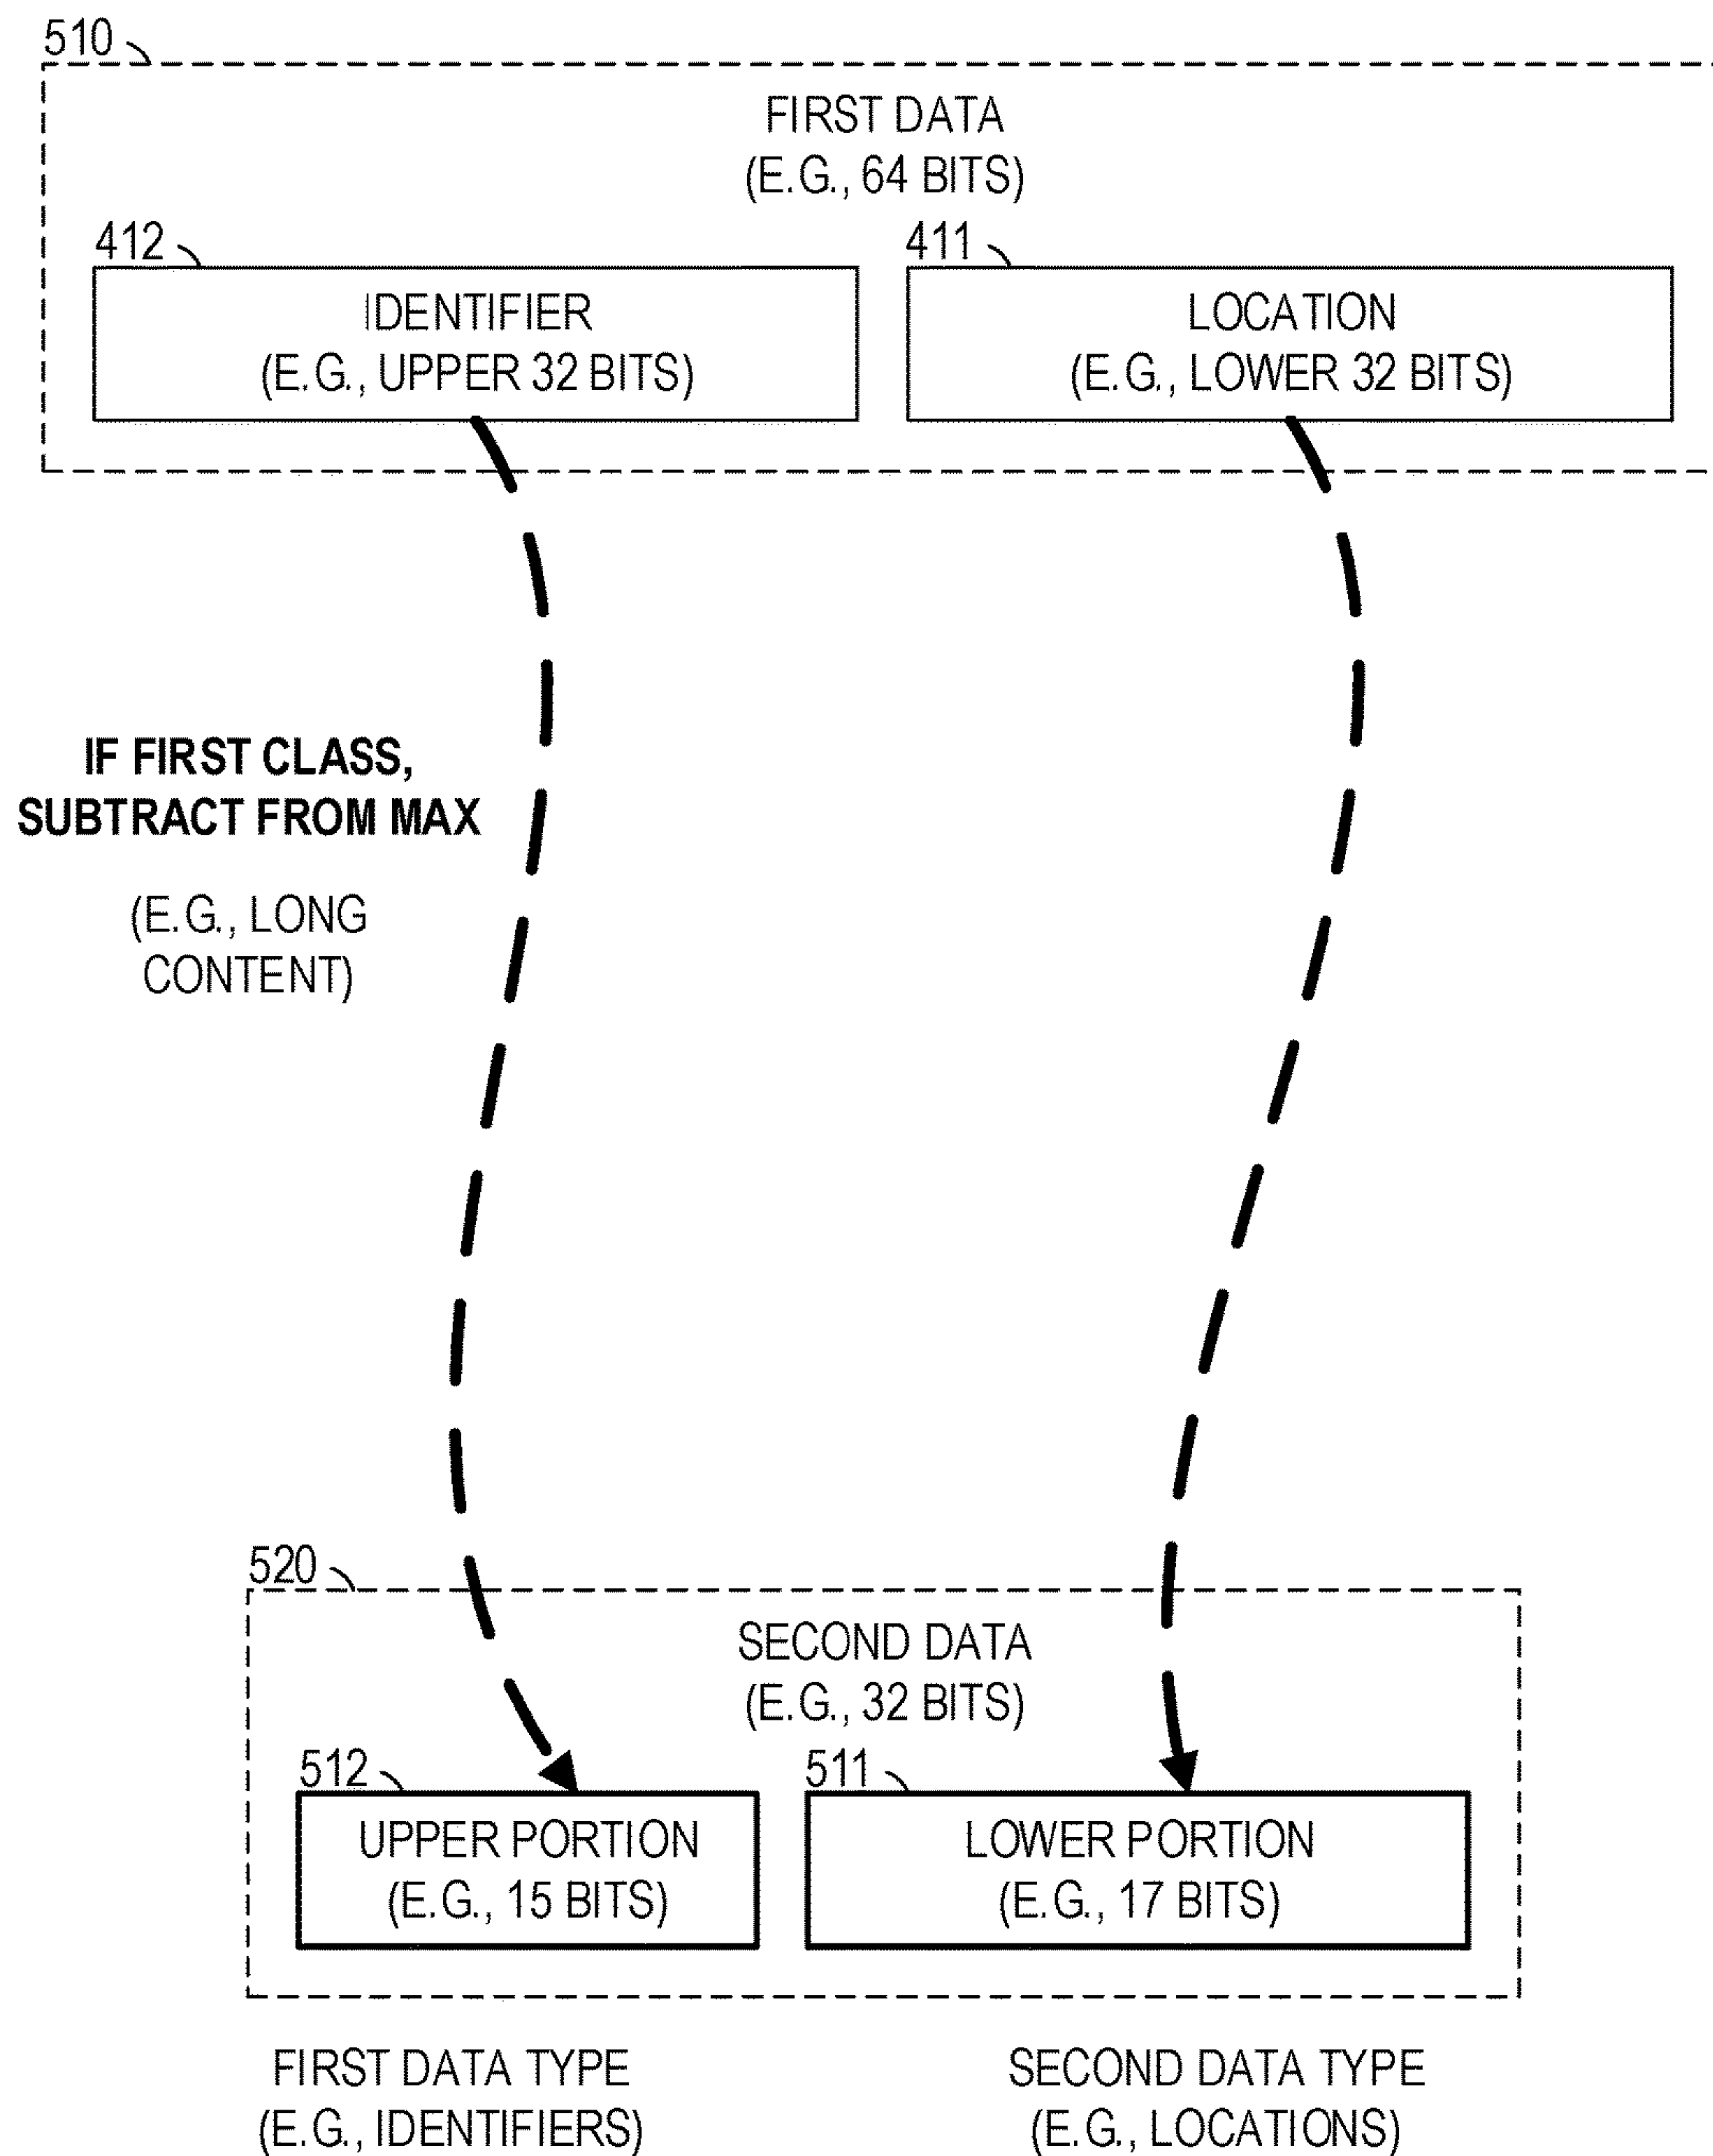 510
FIRST DATA
(E.G., 64 BITS)
412
411
IDENTIFIER
(E.G., UPPER 32 BITS)
LOCATION
(E.G., LOWER 32 BITS)
IF FIRST CLASS,
SUBTRACT FROM MAX
(E.G., LONG
CONTENT)
520
SECOND DATA
(E.G., 32 BITS)
512
511
UPPER PORTION
(E.G., 15 BITS)
LOWER PORTION
(E.G., 17 BITS)
FIRST DATA TYPE
(E.G., IDENTIFIERS)
SECOND DATA TYPE
(E.G., LOCATIONS)